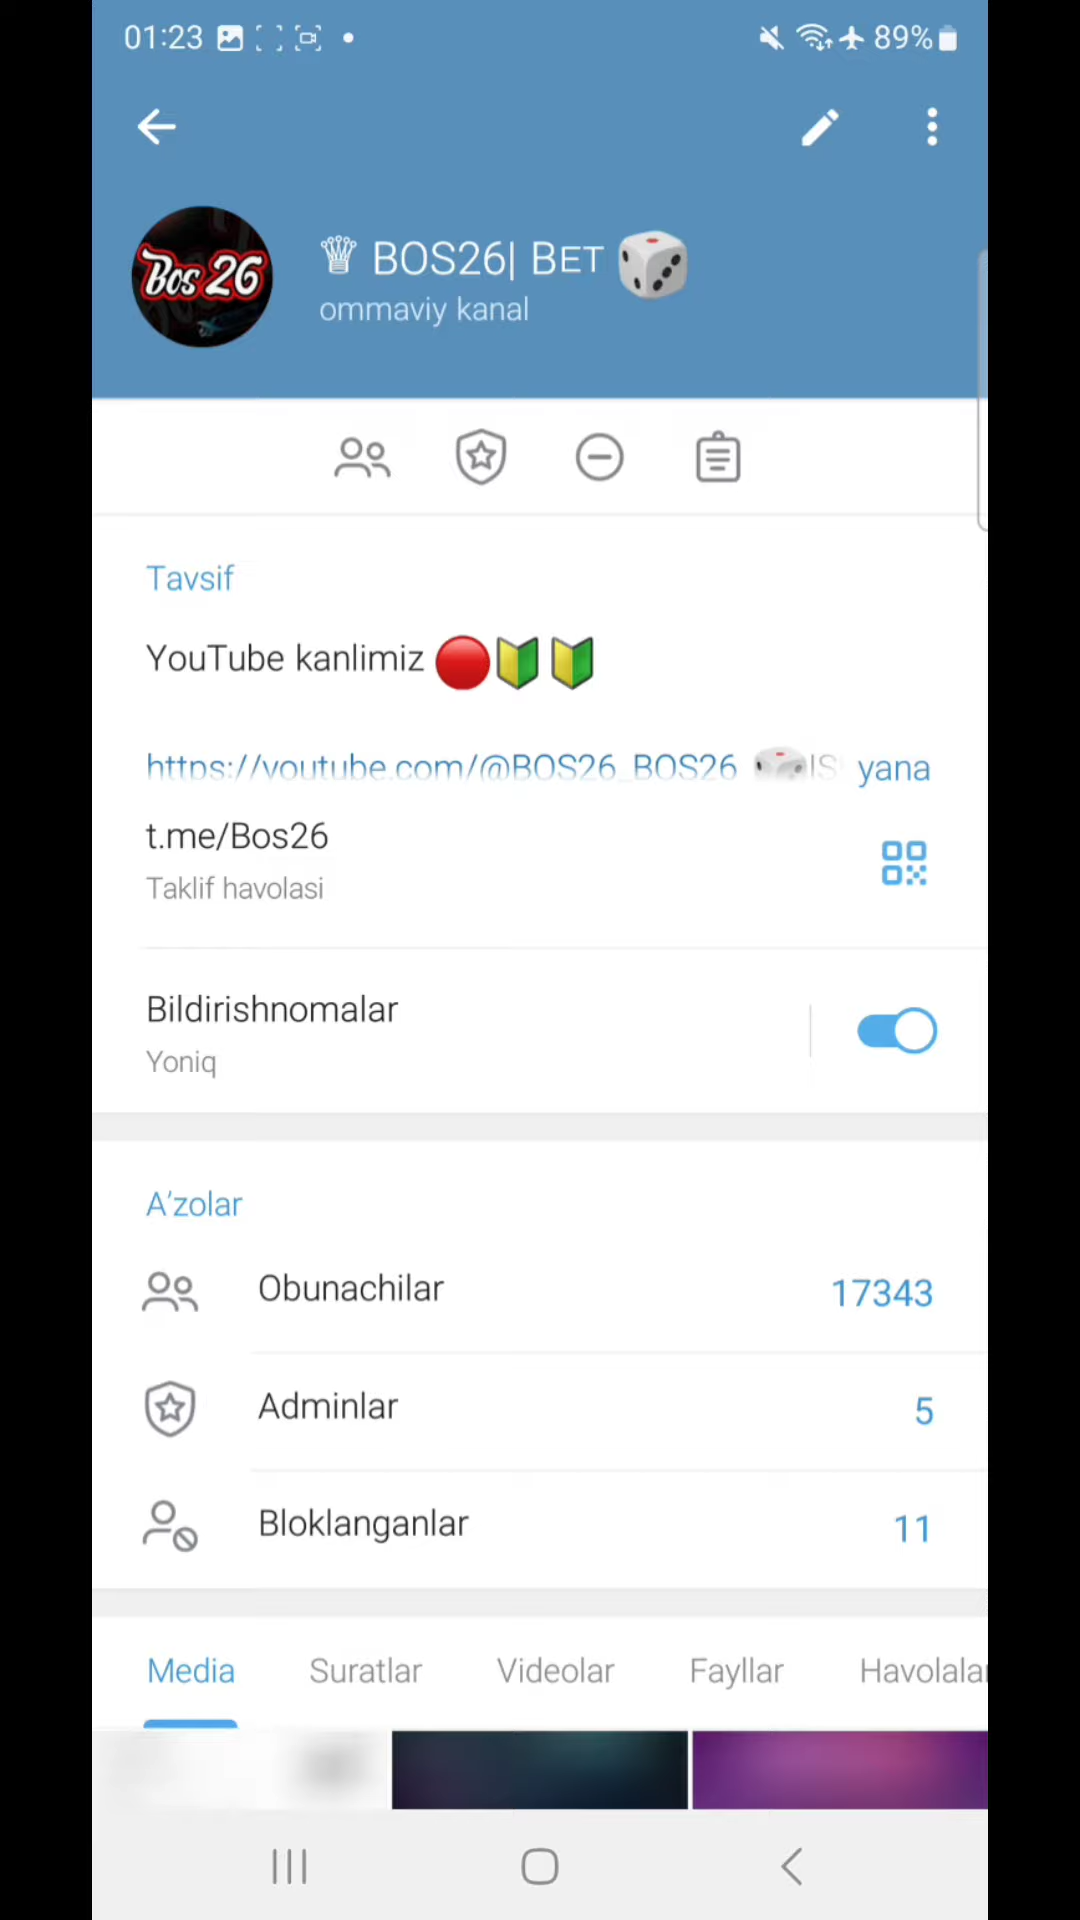 01:23
89%
Bos 26
♕ BOS26| BET 🎲
ommaviy kanal
Tavsif
YouTube kanlimiz 🔴🔰🔰
https://youtube.com/@BOS26_BOS26 🎲 yana
t.me/Bos26
Taklif havolasi
Bildirishnomalar
Yoniq
A’zolar
Obunachilar 17343
Adminlar 5
Bloklanganlar 11
Media Suratlar Videolar Fayllar Havolalar